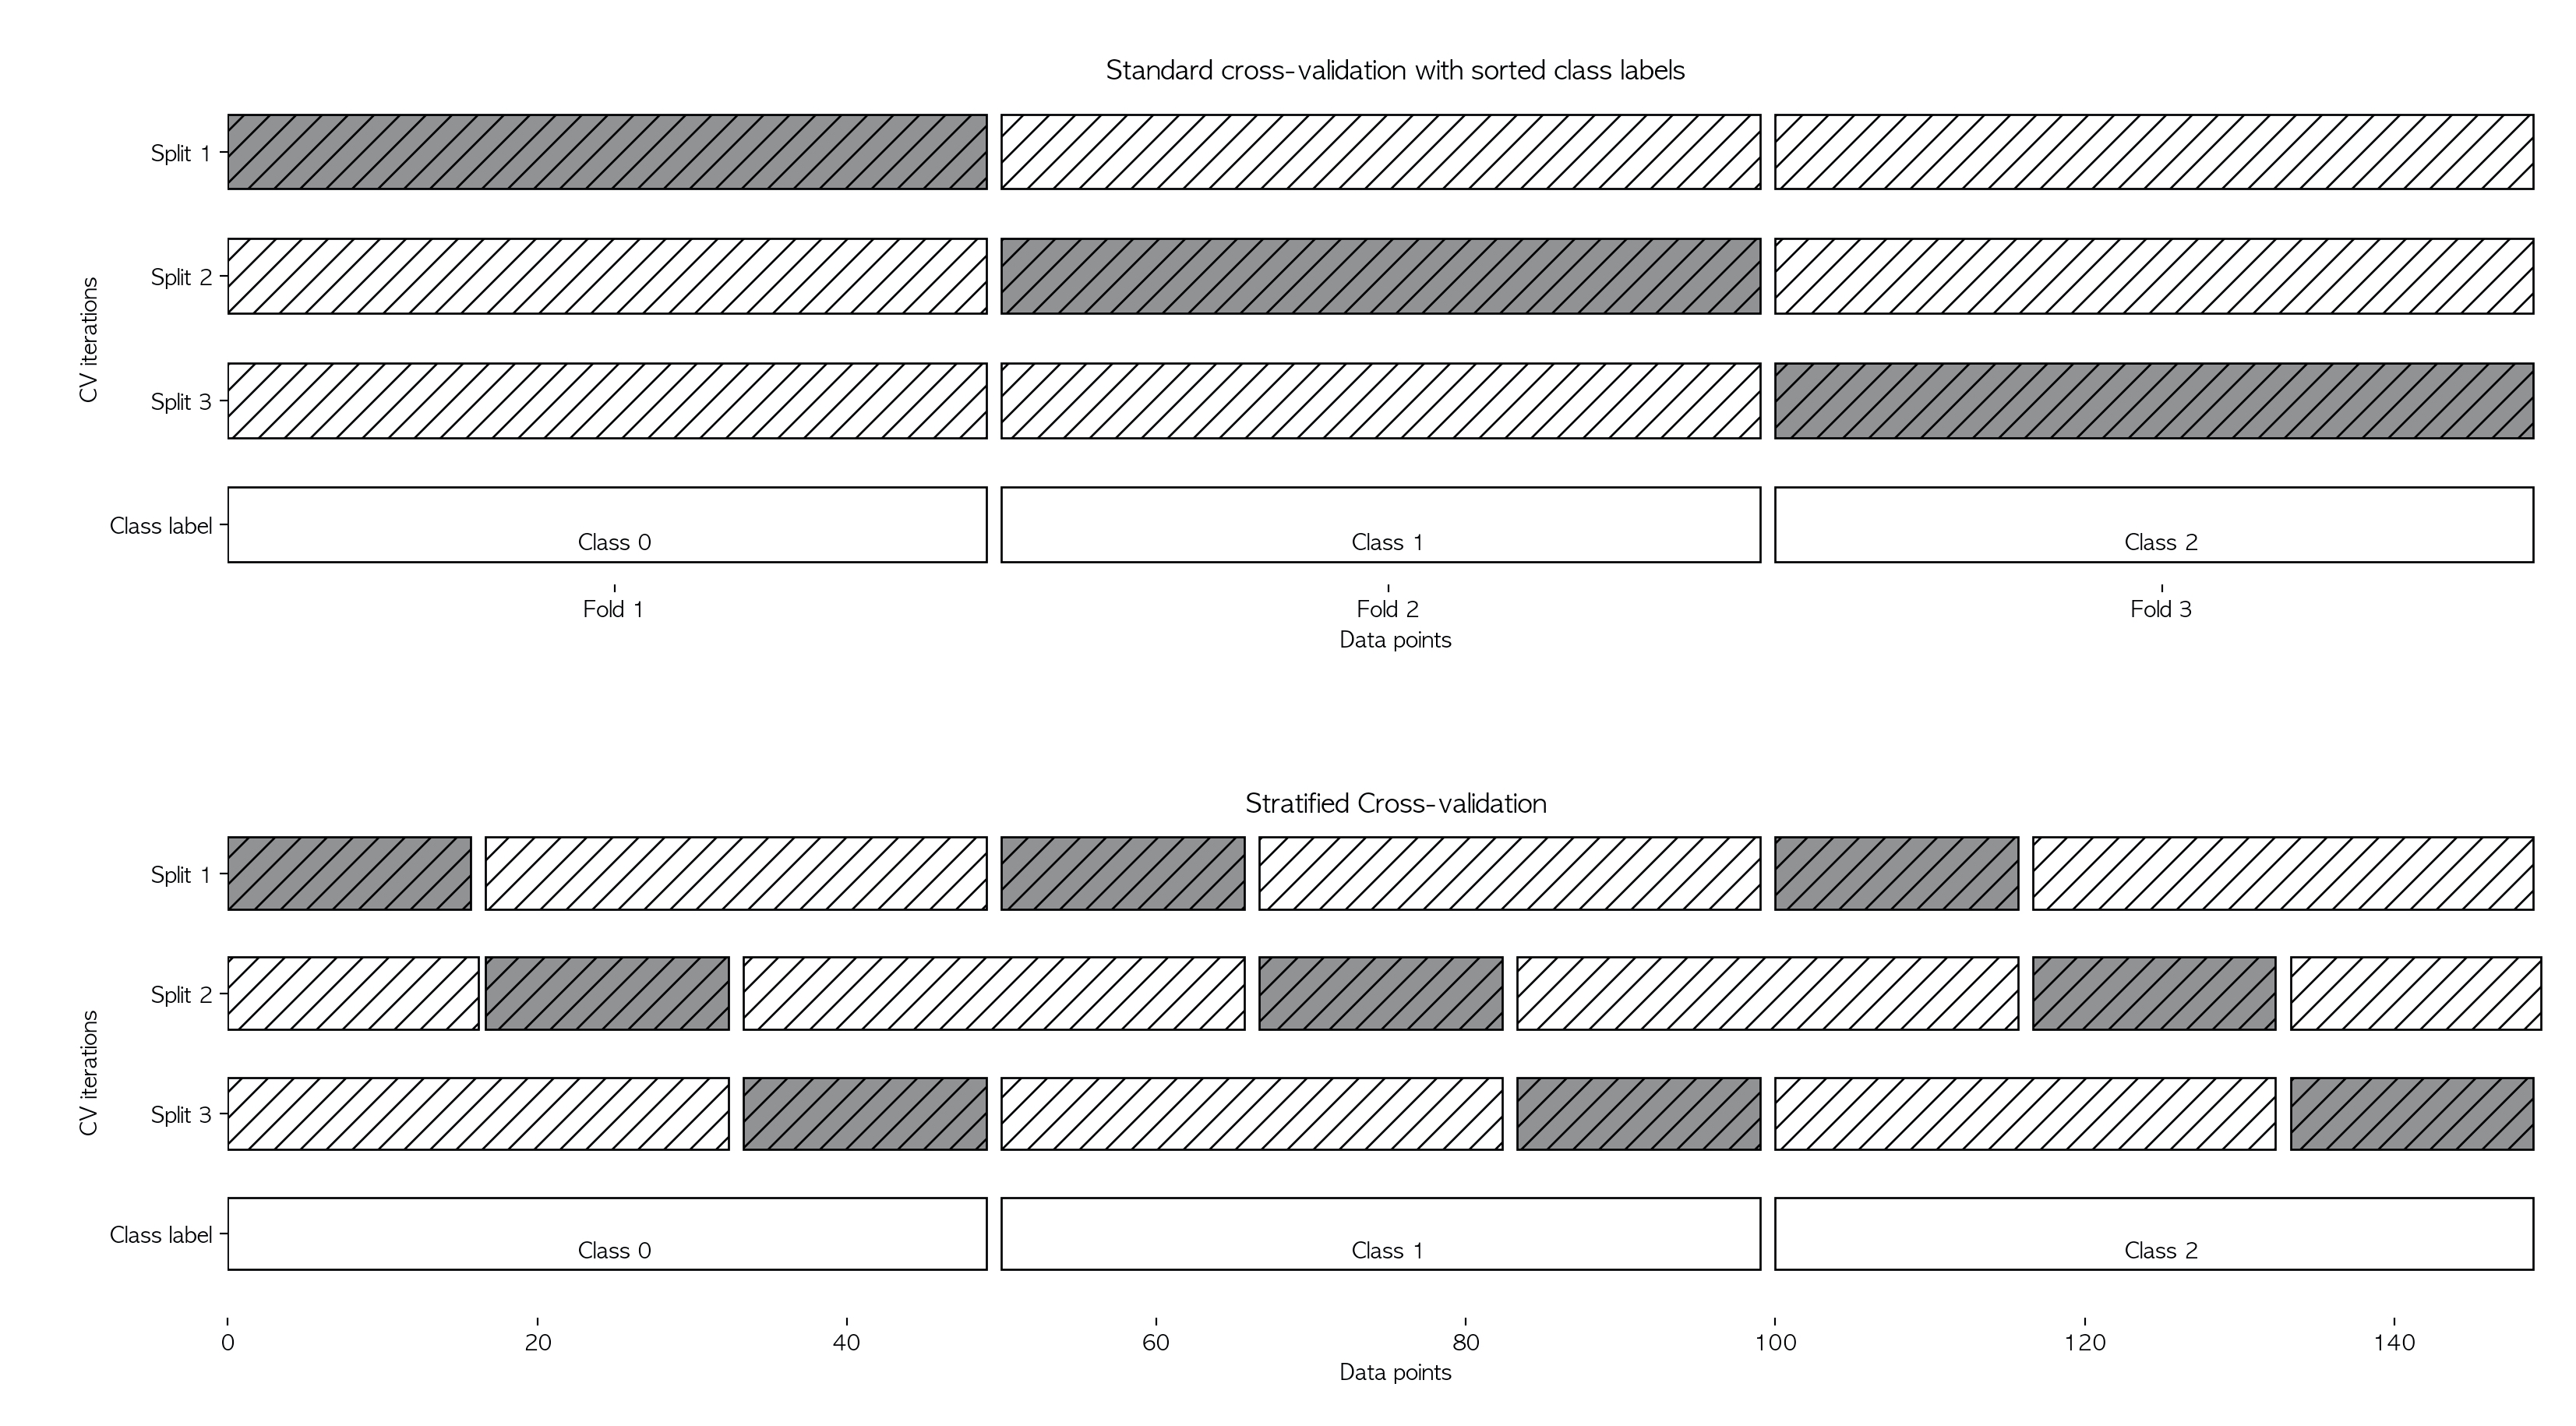 Standard cross-validation with sorted class labels
CV iterations
Split 1
Split 2
Split 3
Class label
Class 0
Class 1
Class 2
Fold 1
Fold 2
Fold 3
Data points
Stratified Cross-validation
CV iterations
Split 1
Split 2
Split 3
Class label
Class 0
Class 1
Class 2
0
20
40
60
80
100
120
140
Data points